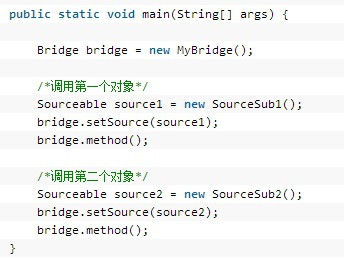 public static void main(String[] args) {
Bridge bridge = new MyBridge();
/*调用第一个对象*/
Sourceable source1 = new SourceSub1();
bridge.setSource(source1);
bridge.method();
/*调用第二个对象*/
Sourceable source2 = new SourceSub2();
bridge.setSource(source2);
bridge.method();
}